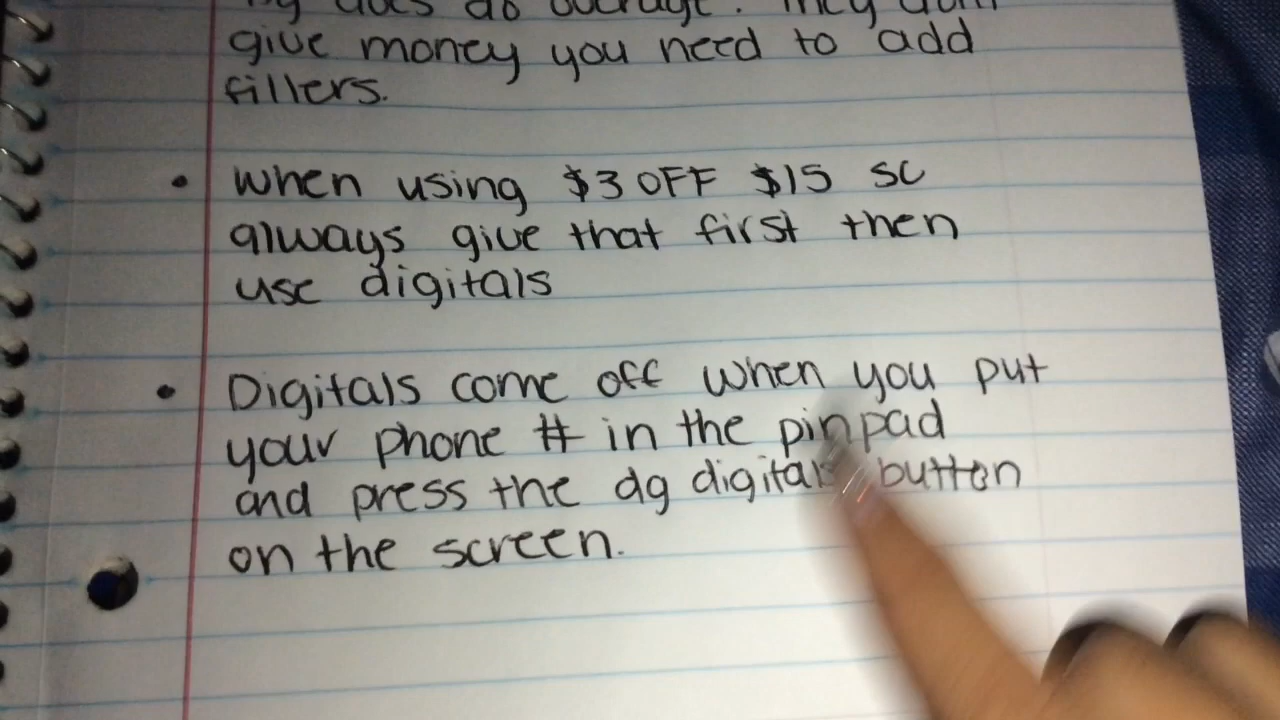 give money you need to add
fillers.
• When using $3 OFF $15 sc
always give that first then
use digitals
• Digitals come off when you put
your phone # in the pinpad
and press the dg digital button
on the screen.